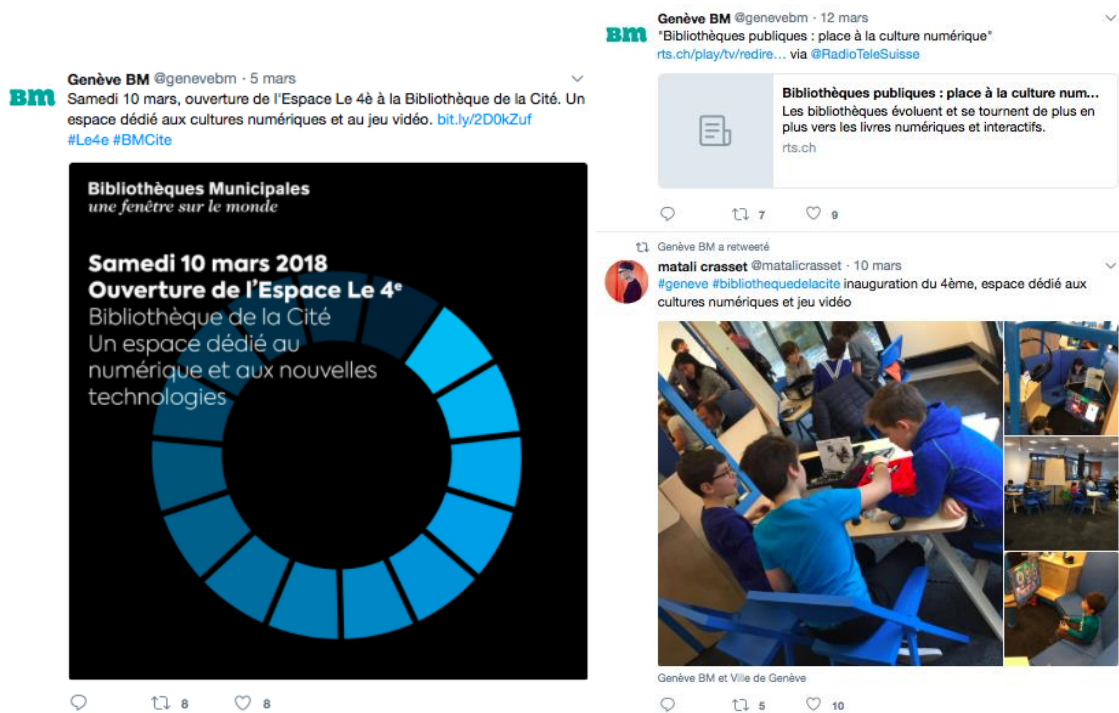 Genève BM @genevebm · 5 mars
BM
Samedi 10 mars, ouverture de l'Espace Le 4è à la Bibliothèque de la Cité. Un
espace dédié aux cultures numériques et au jeu vidéo. bit.ly/2D0kZuf
#Le4e #BMCite
Bibliothèques Municipales
une fenêtre sur le monde
Samedi 10 mars 2018
Ouverture de l'Espace Le 4e
Bibliothèque de la Cité
Un espace dédié au
numérique et aux nouvelles
technologies
8 8
Genève BM @genevebm · 12 mars
BM
"Bibliothèques publiques : place à la culture numérique"
rts.ch/play/tv/redire... via @RadioTeleSuisse
Bibliothèques publiques : place à la culture num...
Les bibliothèques évoluent et se tournent de plus en
plus vers les livres numériques et interactifs.
rts.ch
7 9
Genève BM a retweeté
matali crasset @matalicrasset · 10 mars
#geneve #bibliothequedelacite inauguration du 4ème, espace dédié aux
cultures numériques et jeu vidéo
Genève BM et Ville de Genève
5 10